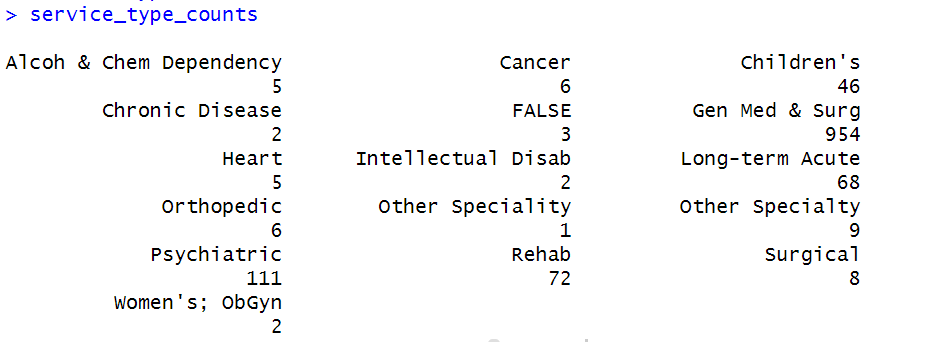 > service_type_counts
Alcoh & Chem Dependency Cancer Children's
5 6 46
Chronic Disease FALSE Gen Med & Surg
2 3 954
Heart Intellectual Disab Long-term Acute
5 2 68
Orthopedic Other Speciality Other Specialty
6 1 9
Psychiatric Rehab Surgical
111 72 8
Women's; ObGyn
2